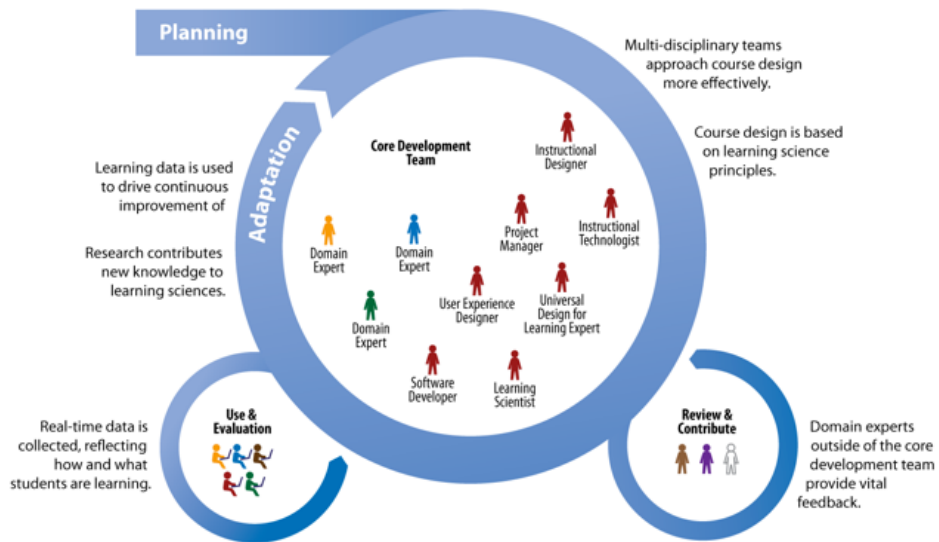 Planning
Multi-disciplinary teams
approach course design
more effectively.
Course design is based
on learning science
principles.
Adaptation
Learning data is used
to drive continuous
improvement of
Research contributes
new knowledge to
learning sciences.
Core Development
Team
Instructional
Designer
Project
Manager
Instructional
Technologist
Domain
Expert
Domain
Expert
Domain
Expert
User Experience
Designer
Universal
Design for
Learning Expert
Software
Developer
Learning
Scientist
Use &
Evaluation
Real-time data is
collected, reflecting
how and what
students are learning.
Review &
Contribute
Domain experts
outside of the core
development team
provide vital
feedback.